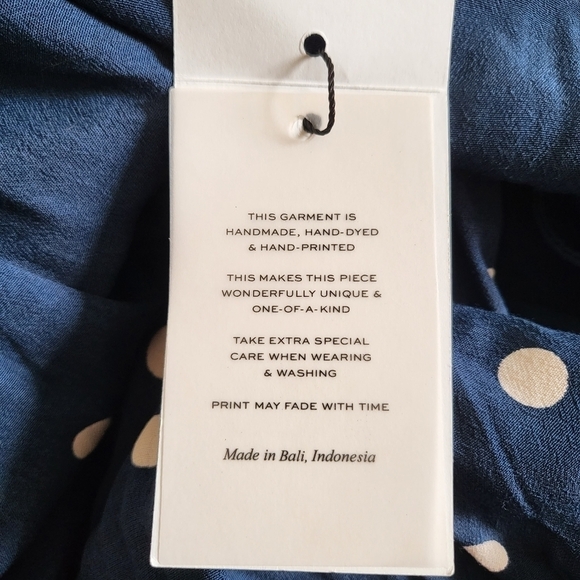 THIS GARMENT IS
HANDMADE, HAND-DYED
& HAND-PRINTED
THIS MAKES THIS PIECE
WONDERFULLY UNIQUE &
ONE-OF-A-KIND
TAKE EXTRA SPECIAL
CARE WHEN WEARING
& WASHING
PRINT MAY FADE WITH TIME
Made in Bali, Indonesia